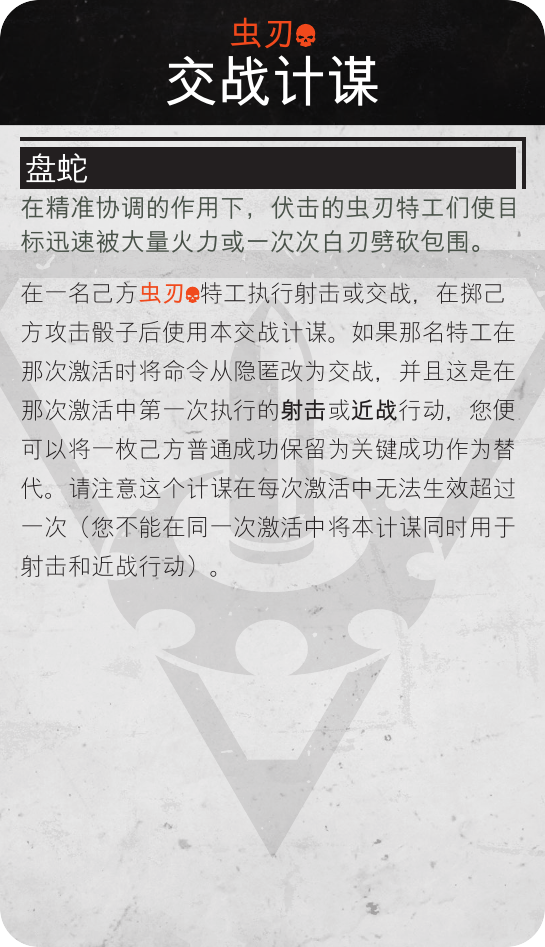 虫刃
交战计谋
盘蛇
在精准协调的作用下，伏击的虫刃特工们使目
标迅速被大量火力或一次次白刃劈砍包围。
在一名己方虫刃特工执行射击或交战，在掷己
方攻击骰子后使用本交战计谋。如果那名特工在
那次激活时将命令从隐匿改为交战，并且这是在
那次激活中第一次执行的射击或近战行动，您便
可以将一枚己方普通成功保留为关键成功作为替
代。请注意这个计谋在每次激活中无法生效超过
一次（您不能在同一次激活中将本计谋同时用于
射击和近战行动）。